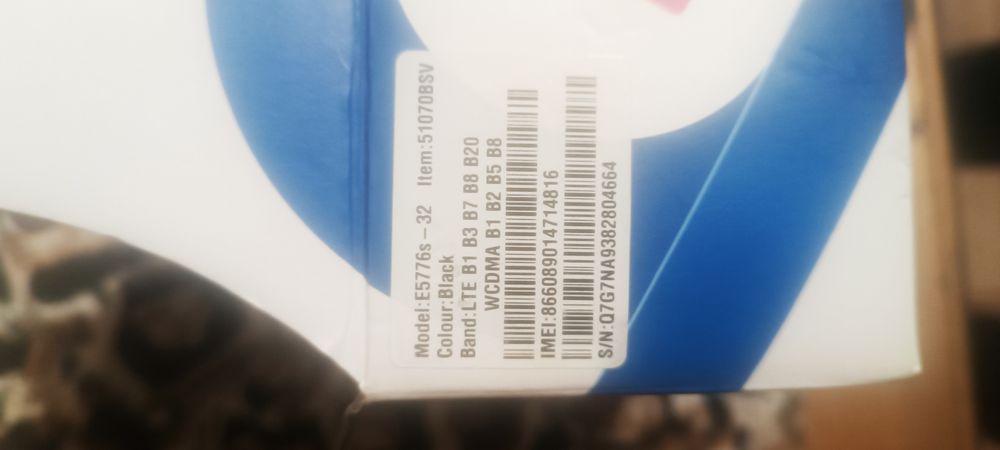 Model:E5776s-32 Item:51070BSV
Colour:Black
Band:LTE B1 B3 B7 B8 B20
WCDMA B1 B2 B5 B8
IMEI:866089014714816
S/N:Q7G7NA9382804664